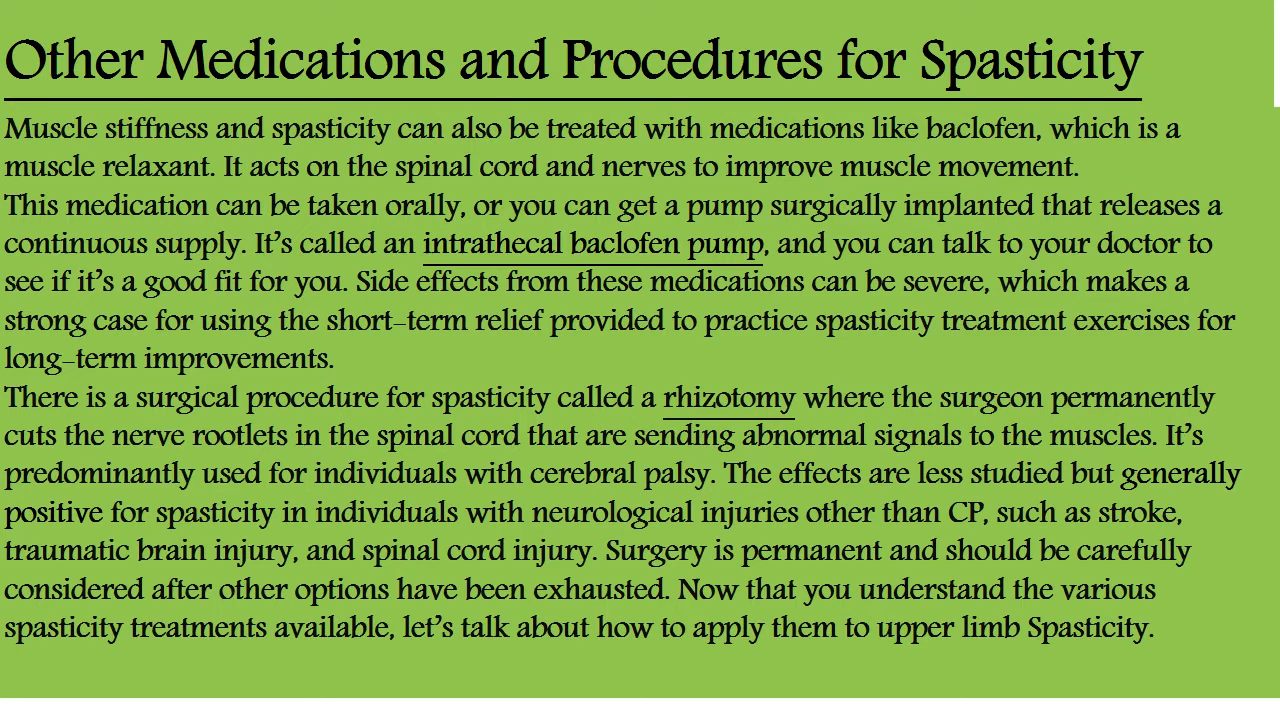 Other Medications and Procedures for Spasticity
Muscle stiffness and spasticity can also be treated with medications like baclofen, which is a
muscle relaxant. It acts on the spinal cord and nerves to improve muscle movement.
This medication can be taken orally, or you can get a pump surgically implanted that releases a
continuous supply. It’s called an intrathecal baclofen pump, and you can talk to your doctor to
see if it’s a good fit for you. Side effects from these medications can be severe, which makes a
strong case for using the short-term relief provided to practice spasticity treatment exercises for
long-term improvements.
There is a surgical procedure for spasticity called a rhizotomy where the surgeon permanently
cuts the nerve rootlets in the spinal cord that are sending abnormal signals to the muscles. It’s
predominantly used for individuals with cerebral palsy. The effects are less studied but generally
positive for spasticity in individuals with neurological injuries other than CP, such as stroke,
traumatic brain injury, and spinal cord injury. Surgery is permanent and should be carefully
considered after other options have been exhausted. Now that you understand the various
spasticity treatments available, let’s talk about how to apply them to upper limb Spasticity.